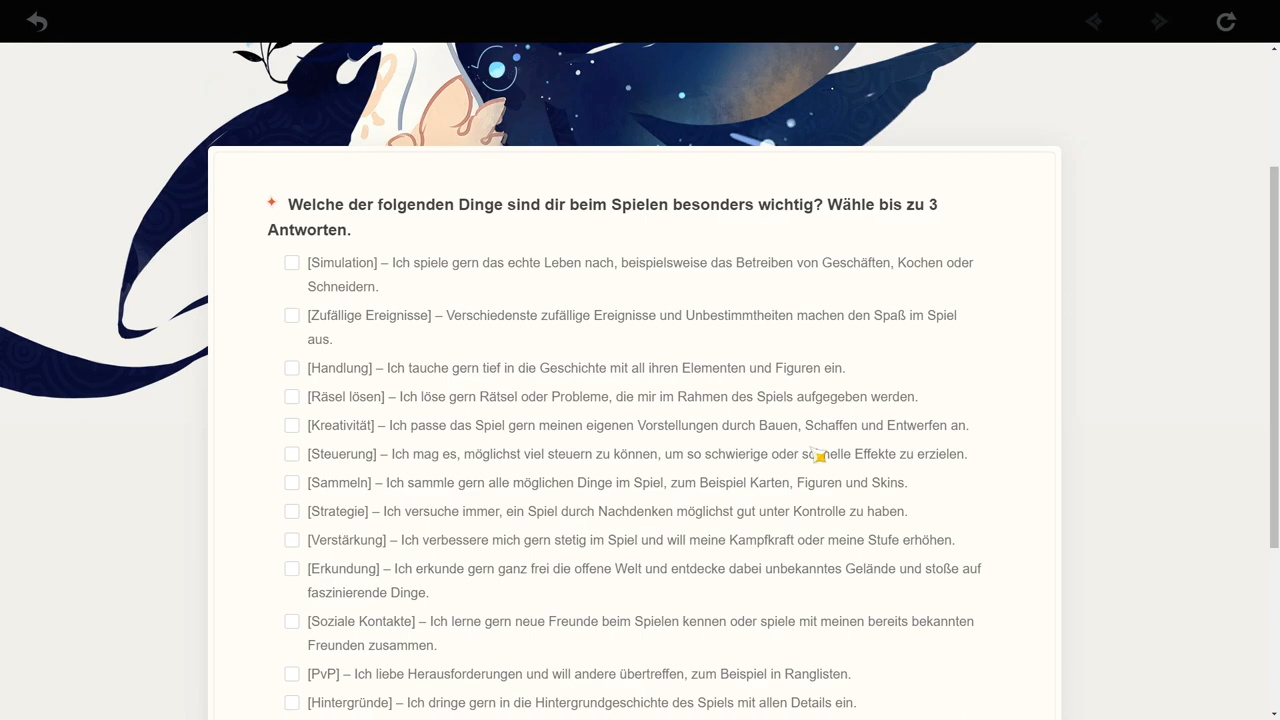 Welche der folgenden Dinge sind dir beim Spielen besonders wichtig? Wähle bis zu 3
Antworten.
[Simulation] – Ich spiele gern das echte Leben nach, beispielsweise das Betreiben von Geschäften, Kochen oder
Schneidern.
[Zufällige Ereignisse] – Verschiedenste zufällige Ereignisse und Unbestimmtheiten machen den Spaß im Spiel
aus.
[Handlung] – Ich tauche gern tief in die Geschichte mit all ihren Elementen und Figuren ein.
[Räsel lösen] – Ich löse gern Rätsel oder Probleme, die mir im Rahmen des Spiels aufgegeben werden.
[Kreativität] – Ich passe das Spiel gern meinen eigenen Vorstellungen durch Bauen, Schaffen und Entwerfen an.
[Steuerung] – Ich mag es, möglichst viel steuern zu können, um so schwierige oder schnelle Effekte zu erzielen.
[Sammeln] – Ich sammle gern alle möglichen Dinge im Spiel, zum Beispiel Karten, Figuren und Skins.
[Strategie] – Ich versuche immer, ein Spiel durch Nachdenken möglichst gut unter Kontrolle zu haben.
[Verstärkung] – Ich verbessere mich gern stetig im Spiel und will meine Kampfkraft oder meine Stufe erhöhen.
[Erkundung] – Ich erkunde gern ganz frei die offene Welt und entdecke dabei unbekanntes Gelände und stoße auf
faszinierende Dinge.
[Soziale Kontakte] – Ich lerne gern neue Freunde beim Spielen kennen oder spiele mit meinen bereits bekannten
Freunden zusammen.
[PvP] – Ich liebe Herausforderungen und will andere übertreffen, zum Beispiel in Ranglisten.
[Hintergründe] – Ich dringe gern in die Hintergrundgeschichte des Spiels mit allen Details ein.